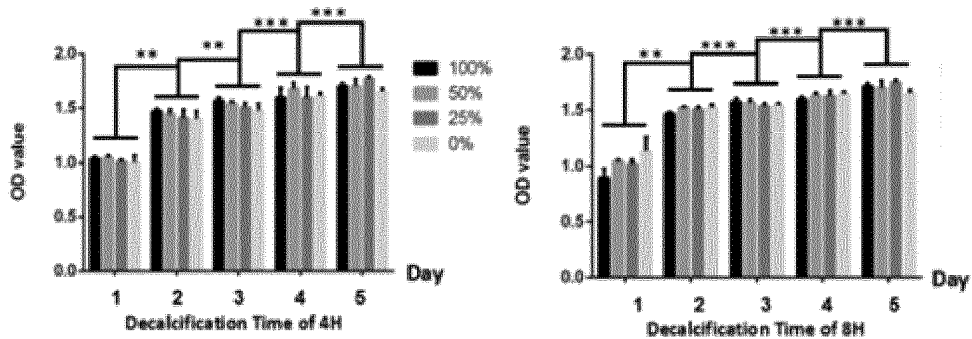 ** ** *** ***
2.0
1.5
1.0
0.5
0.0
OD value
1 2 3 4 5
Day
Decalcification Time of 4H
100%
50%
25%
0%
** *** *** ***
2.0
1.5
1.0
0.5
0.0
OD value
1 2 3 4 5
Day
Decalcification Time of 8H